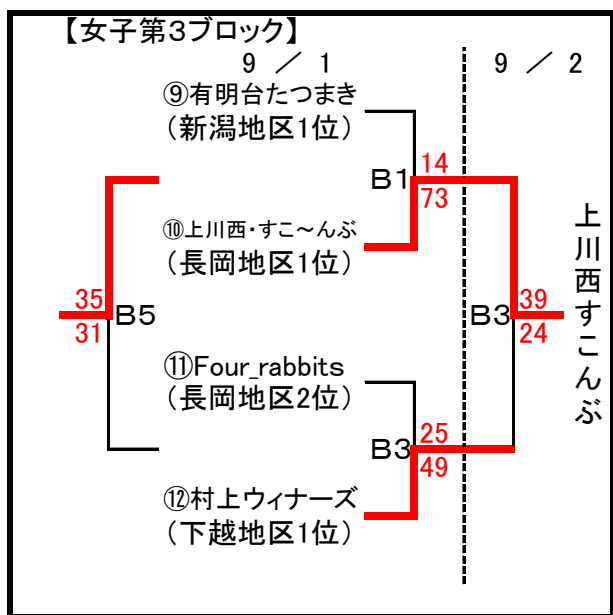 【女子第3ブロック】
9 / 1
9 / 2
⑨有明台たつまき
(新潟地区1位)
B1
14
73
⑩上川西・すこ~んぶ
(長岡地区1位)
35
31
B5
B3
39
24
上川西すこんぶ
⑪Four_rabbits
(長岡地区2位)
B3
25
49
⑫村上ウィナーズ
(下越地区1位)